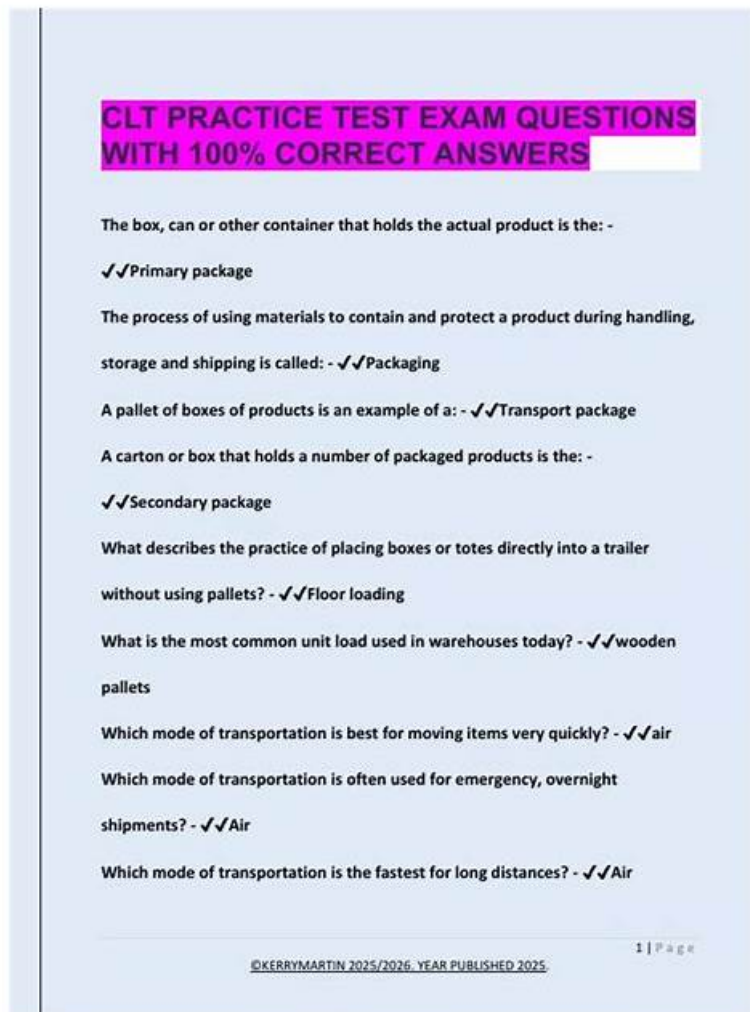 CLT PRACTICE TEST EXAM QUESTIONS
WITH 100% CORRECT ANSWERS
The box, can or other container that holds the actual product is the: -
✓✓Primary package
The process of using materials to contain and protect a product during handling,
storage and shipping is called: - ✓✓Packaging
A pallet of boxes of products is an example of a: - ✓✓Transport package
A carton or box that holds a number of packaged products is the: -
✓✓Secondary package
What describes the practice of placing boxes or totes directly into a trailer
without using pallets? - ✓✓Floor loading
What is the most common unit load used in warehouses today? - ✓✓wooden
pallets
Which mode of transportation is best for moving items very quickly? - ✓✓air
Which mode of transportation is often used for emergency, overnight
shipments? - ✓✓Air
Which mode of transportation is the fastest for long distances? - ✓✓Air
1 | Page
©KERRYMARTIN 2025/2026. YEAR PUBLISHED 2025.